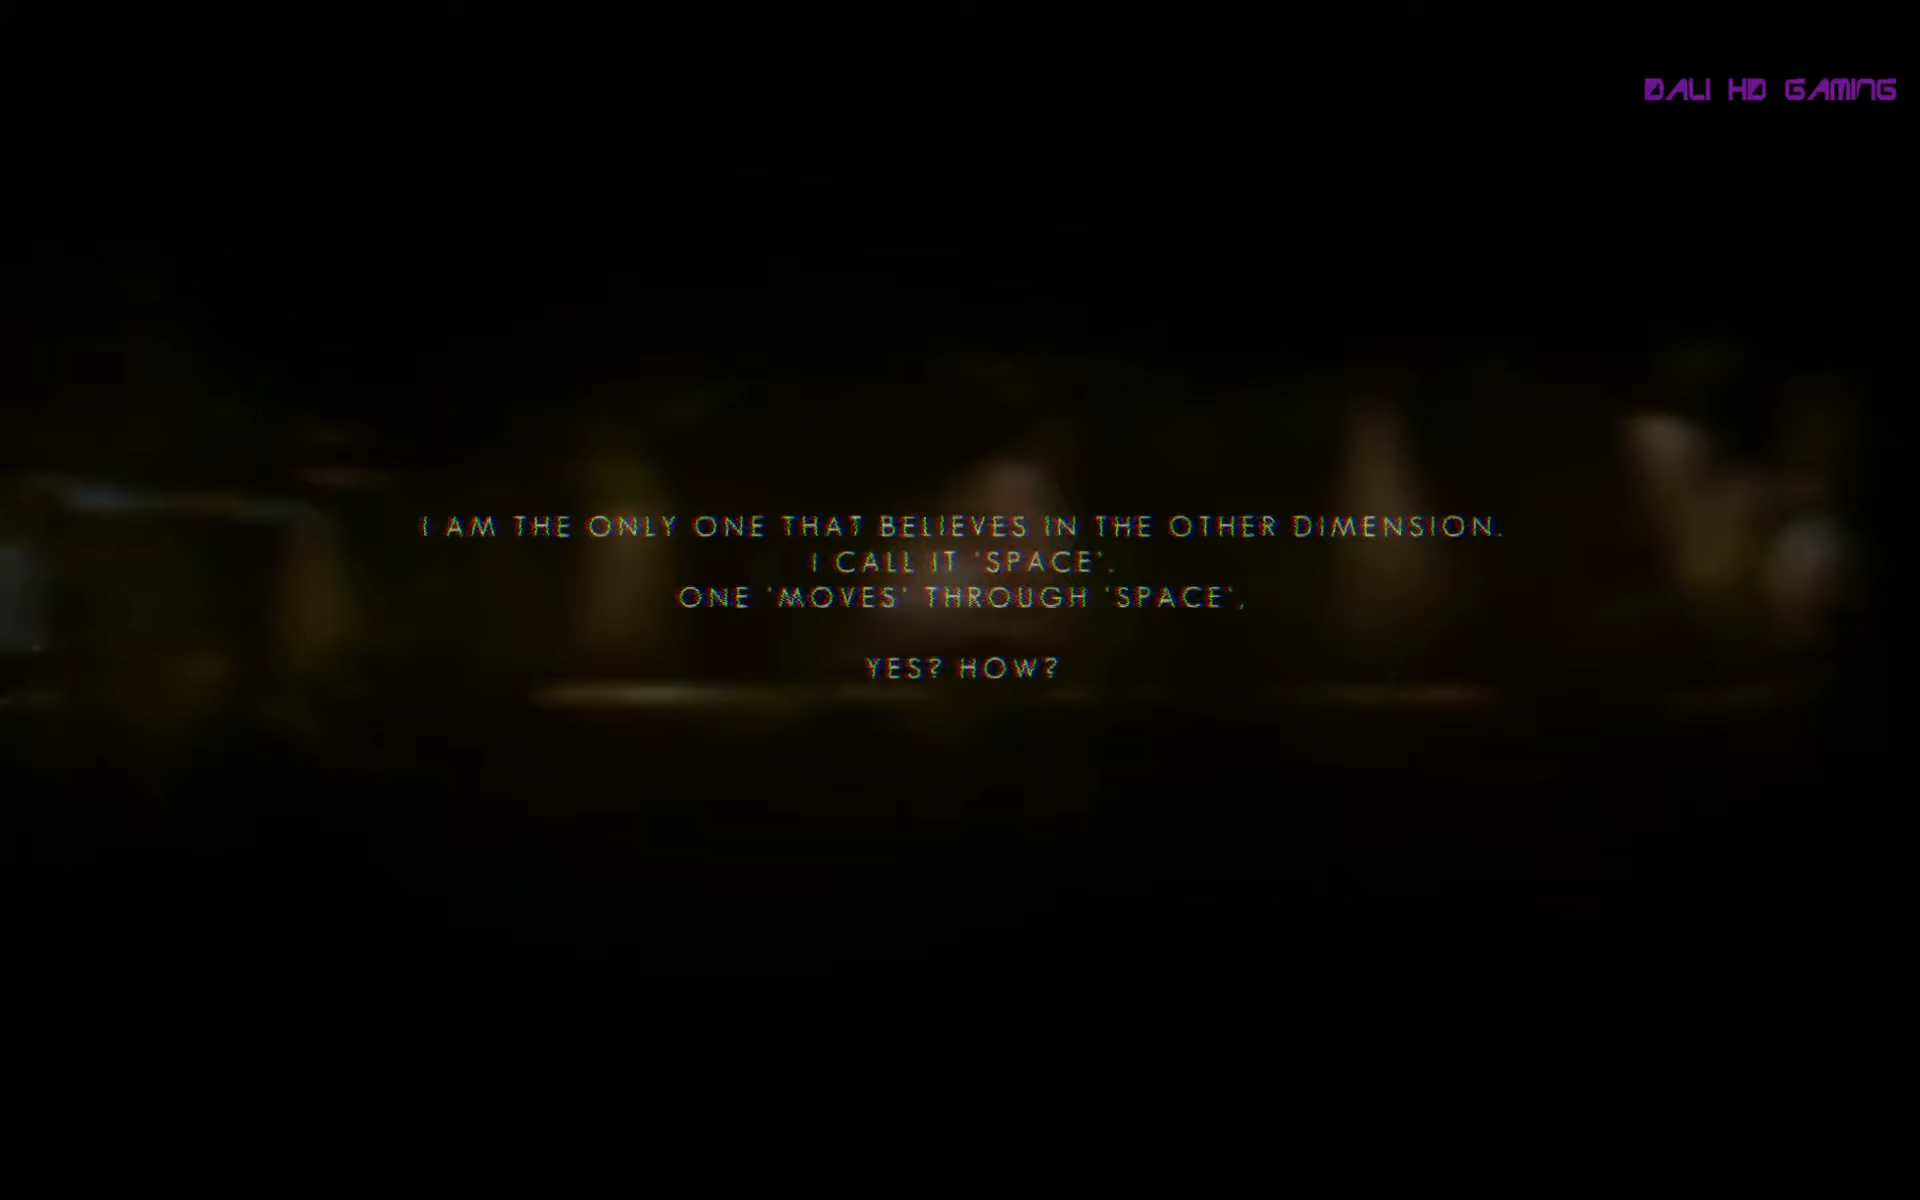 DALI HD GAMING
I AM THE ONLY ONE THAT BELIEVES IN THE OTHER DIMENSION.
I CALL IT 'SPACE'.
ONE 'MOVES' THROUGH 'SPACE',
YES? HOW?